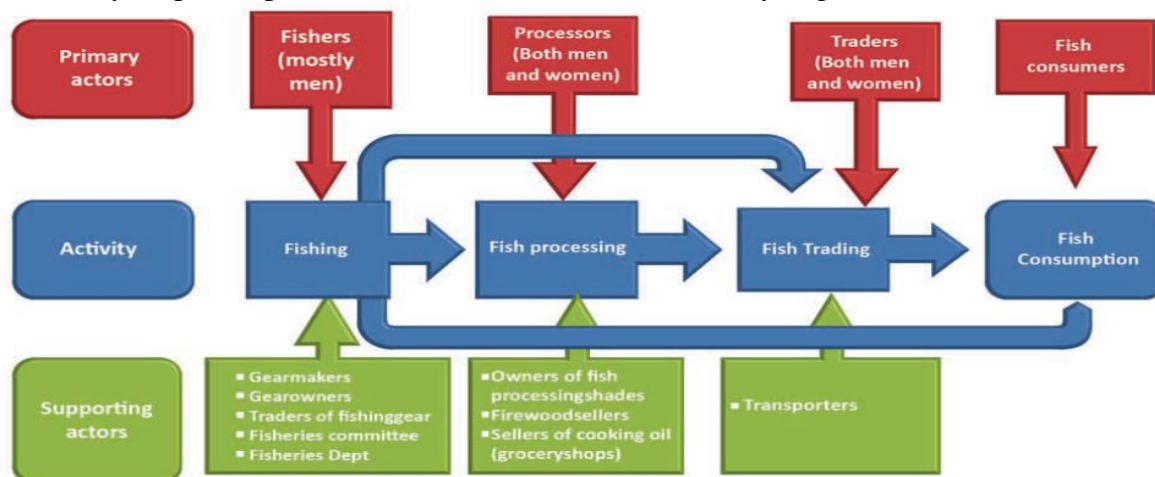 Primary
actors
Fishers
(mostly
men)
Processors
(Both men
and women)
Traders
(Both men
and women)
Fish
consumers
Activity
Fishing
Fish processing
Fish Trading
Fish
Consumption
Supporting
actors
▪ Gearmakers
▪ Gearowners
▪ Traders of fishinggear
▪ Fisheries committee
▪ Fisheries Dept
▪ Owners of fish
processingshades
▪ Firewoodsellers
▪ Sellers of cooking oil
(groceryshops)
▪ Transporters